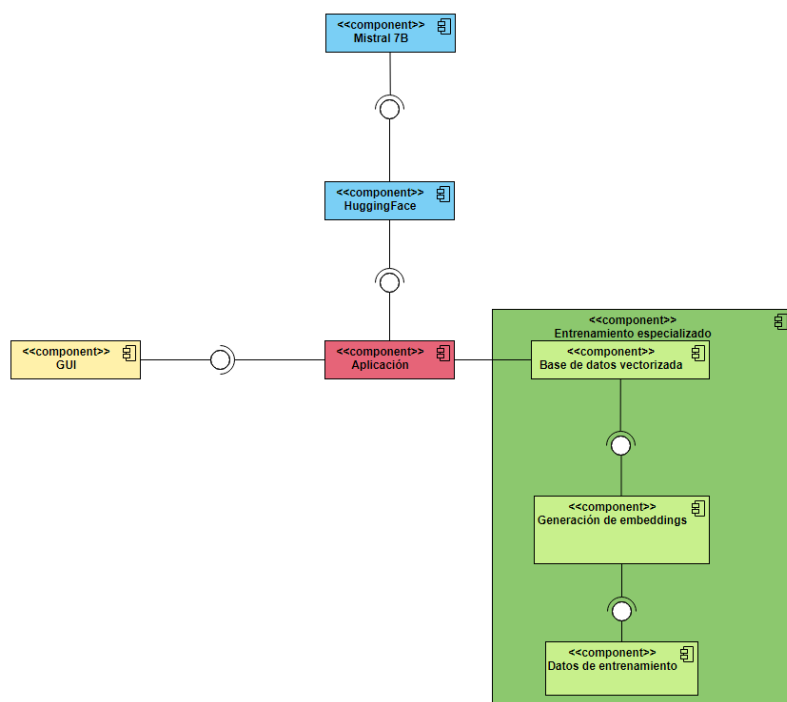 <<component>>
Mistral 7B
<<component>>
HuggingFace
<<component>>
Entrenamiento especializado
<<component>>
GUI
<<component>>
Aplicación
<<component>>
Base de datos vectorizada
<<component>>
Generación de embeddings
<<component>>
Datos de entrenamiento